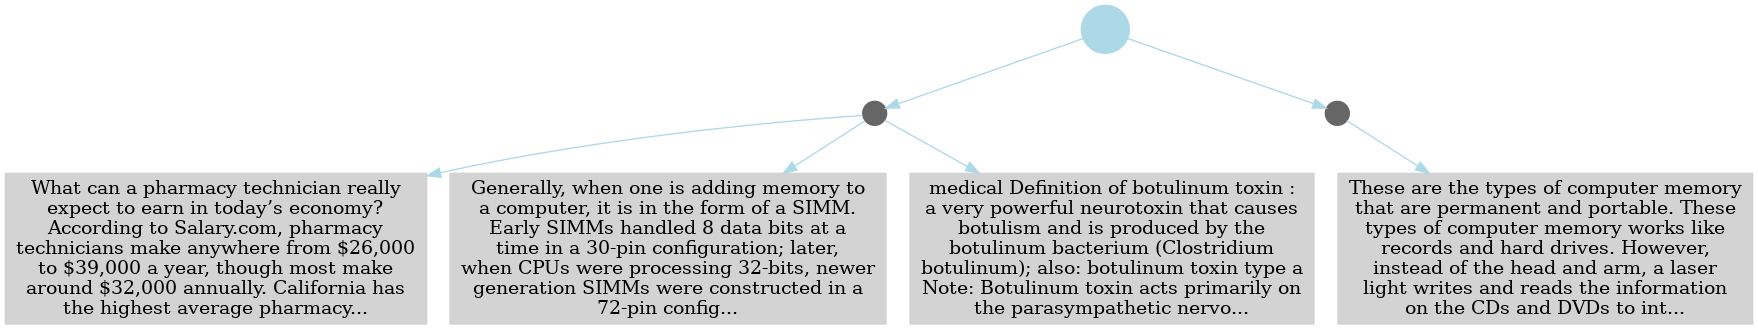 What can a pharmacy technician really
expect to earn in today’s economy?
According to Salary.com, pharmacy
technicians make anywhere from $26,000
to $39,000 a year, though most make
around $32,000 annually. California has
the highest average pharmacy...
Generally, when one is adding memory to
a computer, it is in the form of a SIMM.
Early SIMMs handled 8 data bits at a
time in a 30-pin configuration; later,
when CPUs were processing 32-bits, newer
generation SIMMs were constructed in a
72-pin config...
medical Definition of botulinum toxin :
a very powerful neurotoxin that causes
botulism and is produced by the
botulinum bacterium (Clostridium
botulinum); also: botulinum toxin type a
Note: Botulinum toxin acts primarily on
the parasympathetic nervo...
These are the types of computer memory
that are permanent and portable. These
types of computer memory works like
records and hard drives. However,
instead of the head and arm, a laser
light writes and reads the information
on the CDs and DVDs to int...